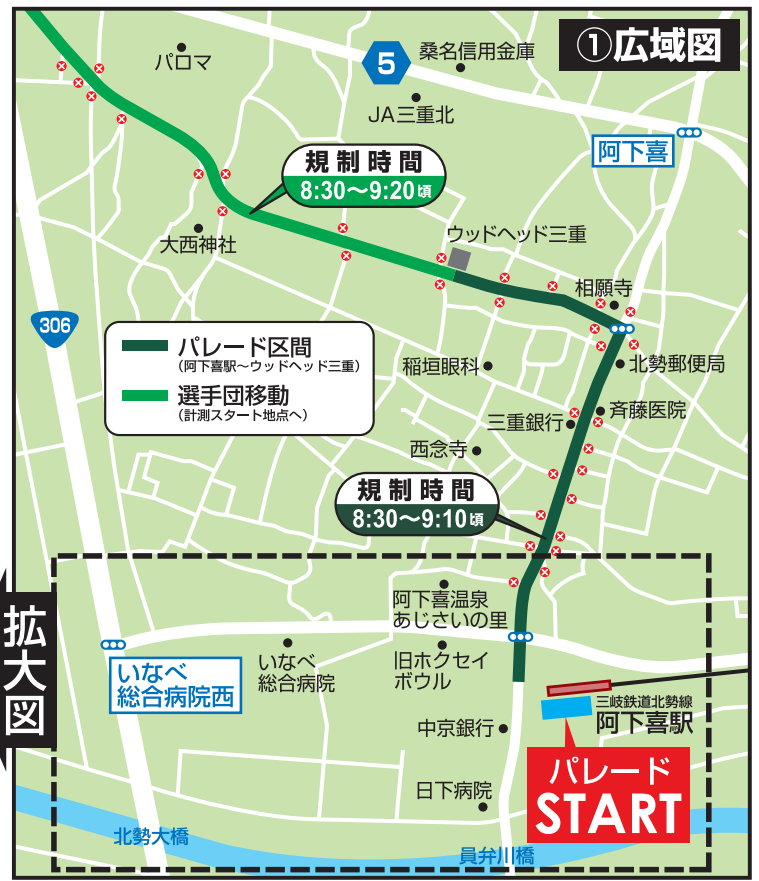 ①広域図
パロマ
5
桑名信用金庫
JA三重北
阿下喜
規制時間
8:30〜9:20頃
大西神社
ウッドヘッド三重
相願寺
306
パレード区間
(阿下喜駅〜ウッドヘッド三重)
選手団移動
(計測スタート地点へ)
稲垣眼科
北勢郵便局
三重銀行
斉藤医院
西念寺
規制時間
8:30〜9:10頃
拡大図
阿下喜温泉
あじさいの里
いなべ
総合病院西
いなべ
総合病院
旧ホクセイ
ボウル
三岐鉄道北勢線
阿下喜駅
中京銀行
パレード
START
日下病院
北勢大橋
員弁川橋